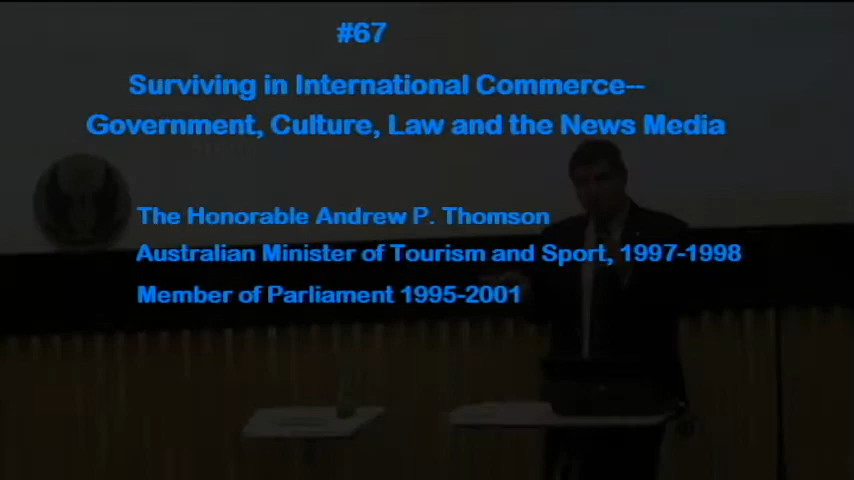 #67
Surviving in International Commerce--
Government, Culture, Law and the News Media
The Honorable Andrew P. Thomson
Australian Minister of Tourism and Sport, 1997-1998
Member of Parliament 1995-2001